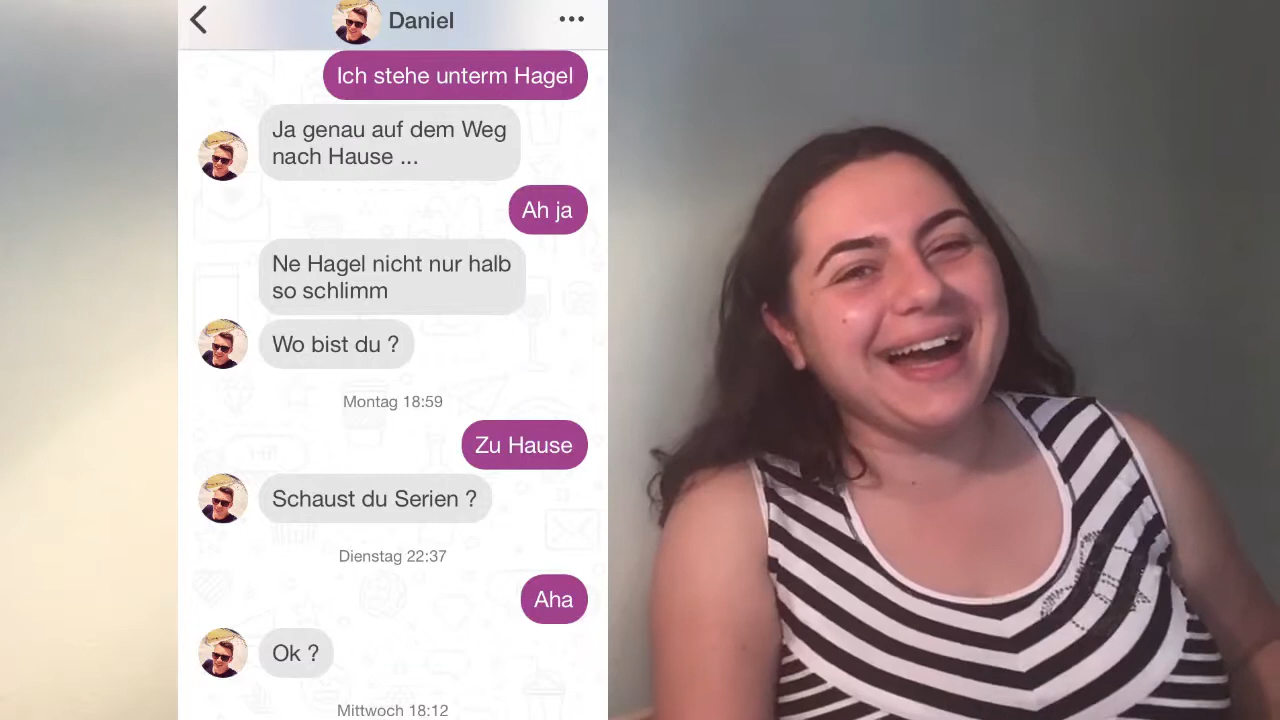 Daniel
Ich stehe unterm Hagel
Ja genau auf dem Weg
nach Hause ...
Ah ja
Ne Hagel nicht nur halb
so schlimm
Wo bist du ?
Montag 18:59
Zu Hause
Schaust du Serien ?
Dienstag 22:37
Aha
Ok ?
Mittwoch 18:12